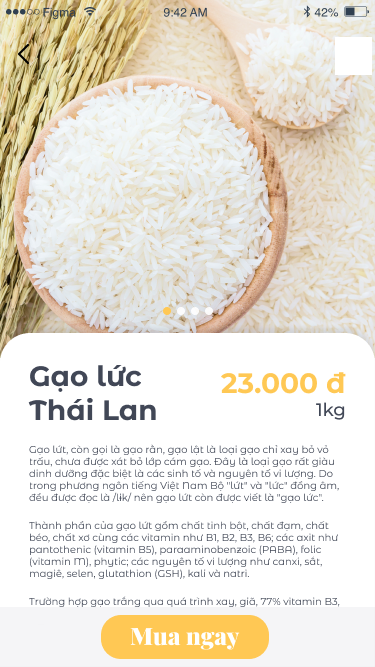 Figma 9:42 AM 42%
Gạo lức
Thái Lan
23.000 đ
1kg
Gạo lứt, còn gọi là gạo rằn, gạo lật là loại gạo chỉ xay bỏ vỏ
trấu, chưa được xát bỏ lớp cám gạo. Đây là loại gạo rất giàu
dinh dưỡng đặc biệt là các sinh tố và nguyên tố vi lượng. Do
trong phương ngôn tiếng Việt Nam Bộ "lứt" và "lức" đồng âm,
đều được đọc là /lɨk/ nên gạo lứt còn được viết là "gạo lức".
Thành phần của gạo lứt gồm chất tinh bột, chất đạm, chất
béo, chất xơ cùng các vitamin như B1, B2, B3, B6; các axit như
pantothenic (vitamin B5), paraaminobenzoic (PABA), folic
(vitamin M), phytic; các nguyên tố vi lượng như canxi, sắt,
magiê, selen, glutathion (GSH), kali và natri.
Trường hợp gạo trắng qua quá trình xay, giã, 77% vitamin B3,
Mua ngay